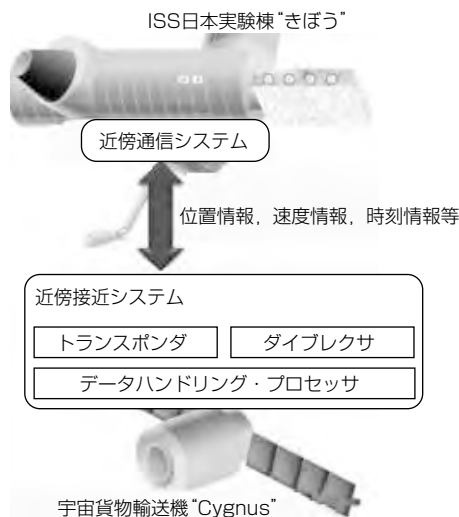 ISS日本実験棟“きぼう”
近傍通信システム
位置情報，速度情報，時刻情報等
近傍接近システム
トランスポンダ
ダイプレクサ
データハンドリング・プロセッサ
宇宙貨物輸送機“Cygnus”